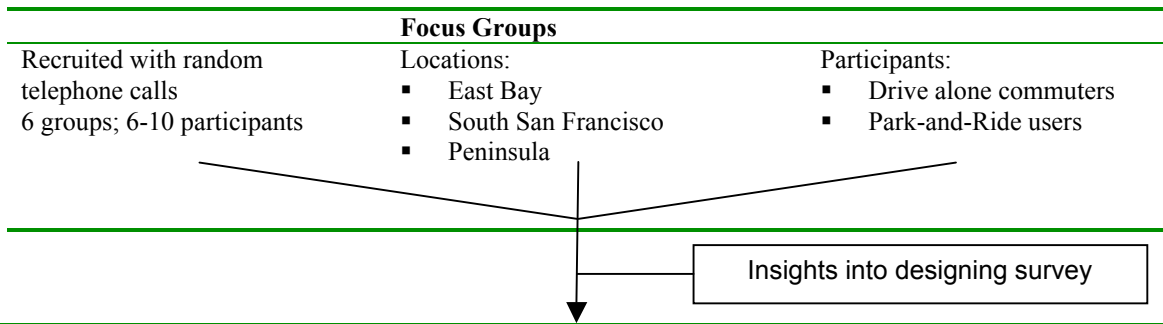 Focus Groups
Recruited with random
telephone calls
6 groups; 6-10 participants
Locations:
▪ East Bay
▪ South San Francisco
▪ Peninsula
Participants:
▪ Drive alone commuters
▪ Park-and-Ride users
Insights into designing survey